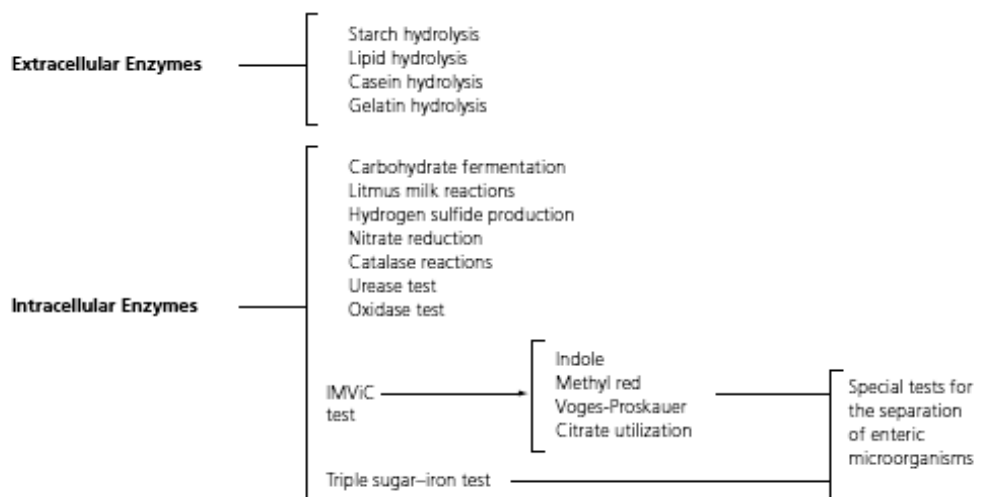 Extracellular Enzymes
Starch hydrolysis
Lipid hydrolysis
Casein hydrolysis
Gelatin hydrolysis
Intracellular Enzymes
Carbohydrate fermentation
Litmus milk reactions
Hydrogen sulfide production
Nitrate reduction
Catalase reactions
Urease test
Oxidase test
IMViC
test
Indole
Methyl red
Voges-Proskauer
Citrate utilization
Triple sugar–iron test
Special tests for
the separation
of enteric
microorganisms